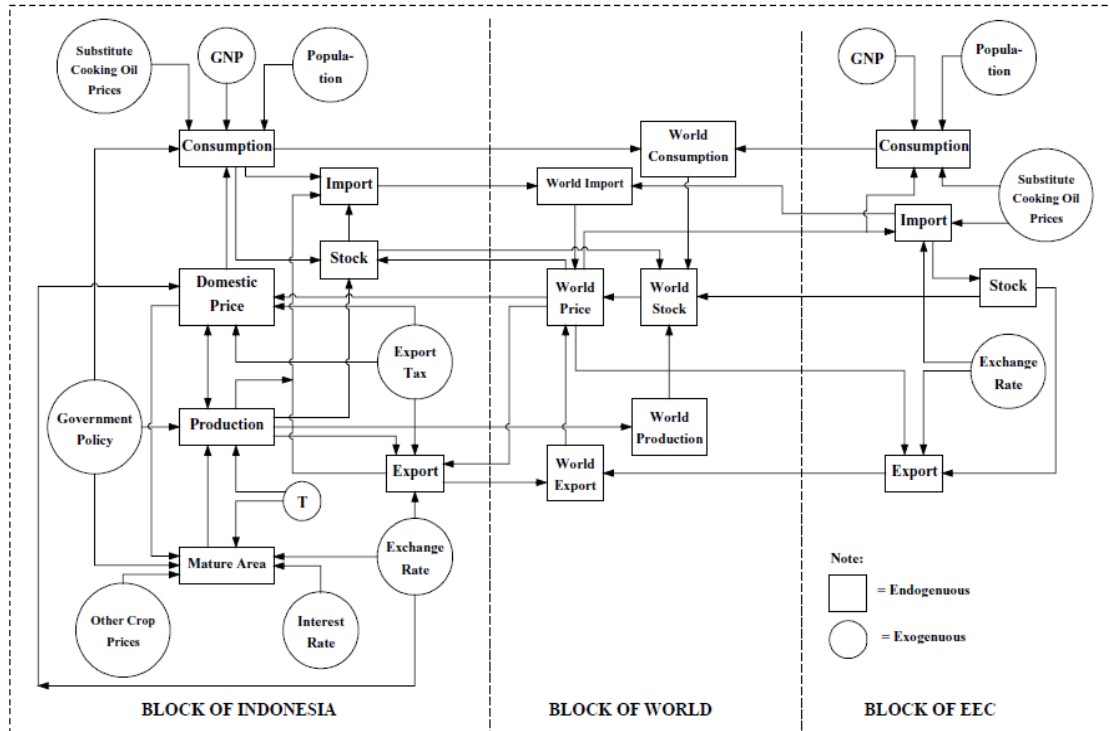 Substitute
Cooking Oil
Prices
GNP
Popula-
tion
Consumption
Import
Stock
Domestic
Price
Export
Tax
Government
Policy
Production
Export
T
Mature Area
Exchange
Rate
Other Crop
Prices
Interest
Rate
BLOCK OF INDONESIA
World
Consumption
World Import
World
Price
World
Stock
World
Production
World
Export
BLOCK OF WORLD
GNP
Popula-
tion
Consumption
Substitute
Cooking Oil
Prices
Import
Stock
Exchange
Rate
Export
Note:
= Endogenuous
= Exogenuous
BLOCK OF EEC